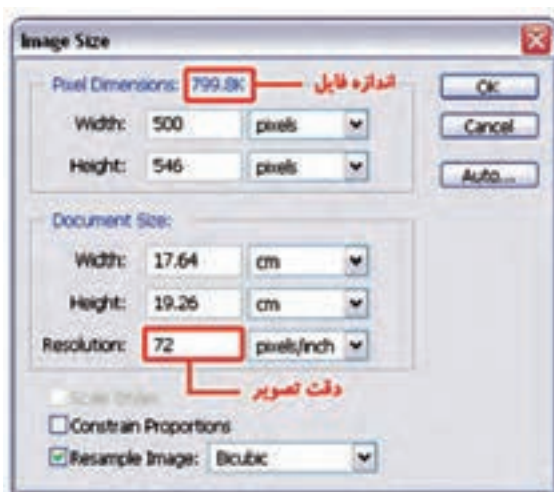 Image Size
Pixel Dimensions: 799.8K اندازه فایل
OK
Width: 500 pixels
Cancel
Height: 546 pixels
Auto...
Document Size:
Width: 17.64 cm
Height: 19.26 cm
Resolution: 72 pixels/inch
دقت تصویر
Constrain Proportions
Resample Image: Bicubic